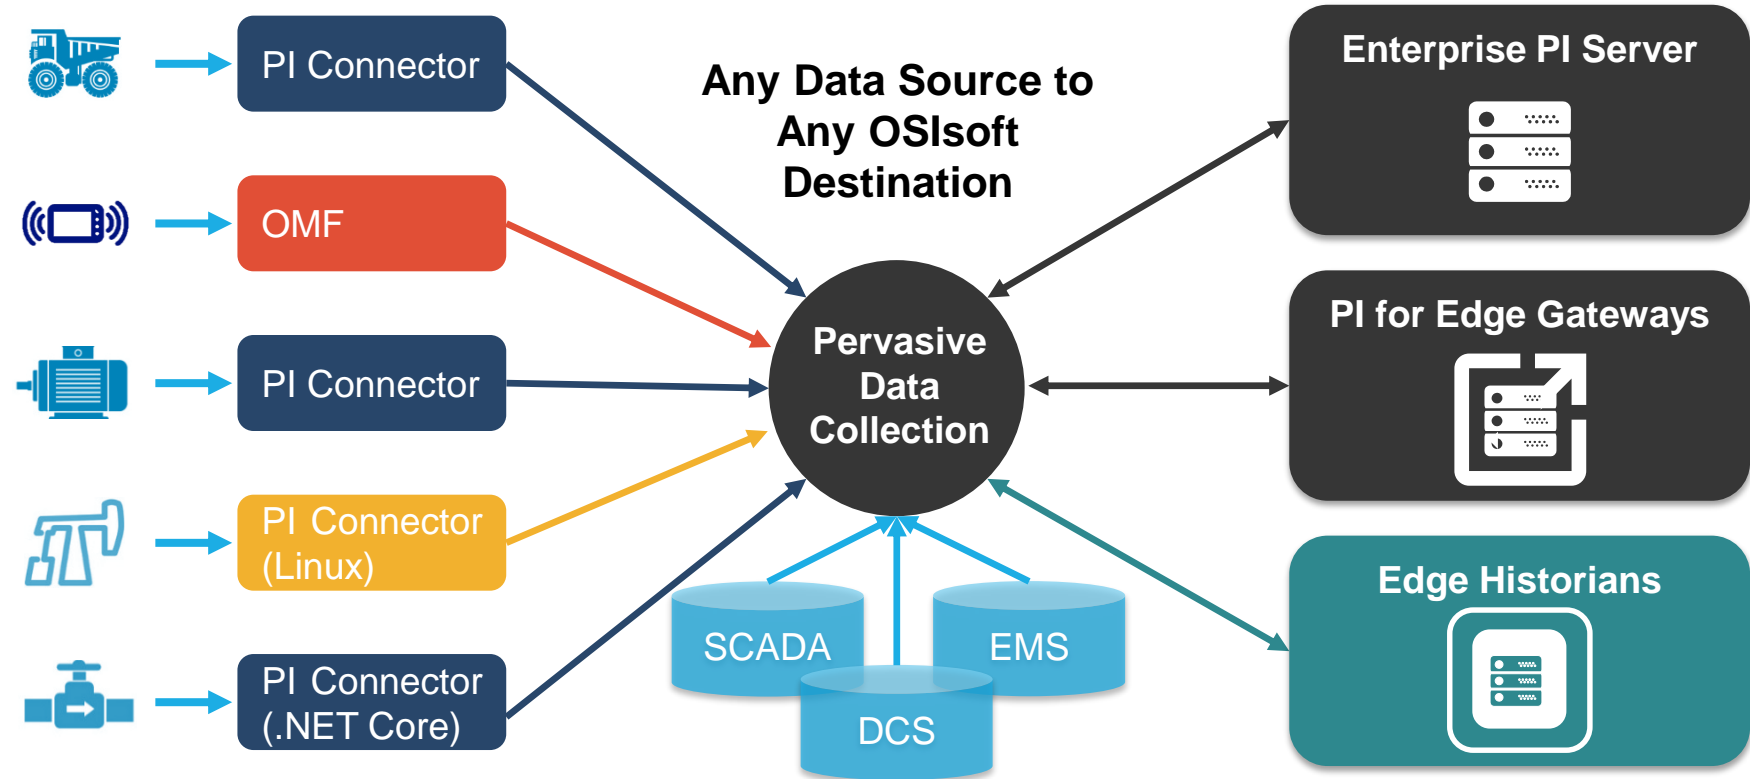 PI Connector
OMF
PI Connector
PI Connector
(Linux)
PI Connector
(.NET Core)
Any Data Source to
Any OSIsoft
Destination
Pervasive
Data
Collection
SCADA
EMS
DCS
Enterprise PI Server
PI for Edge Gateways
Edge Historians